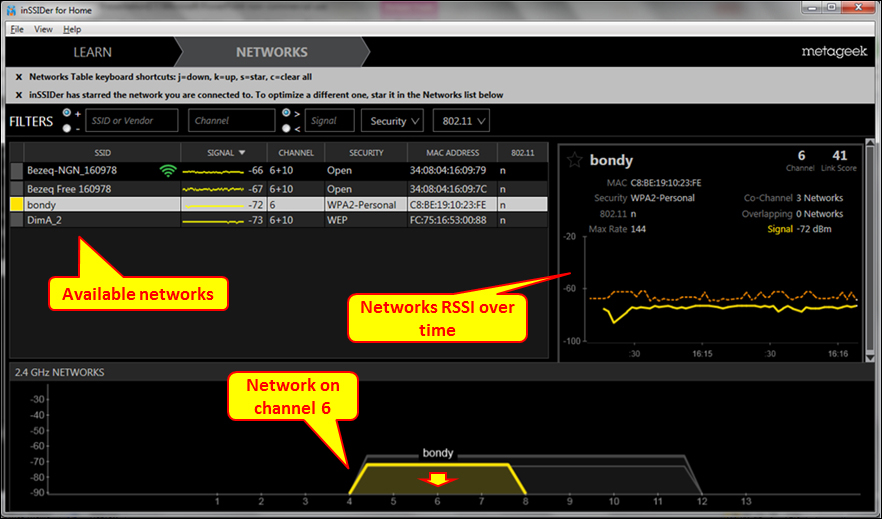 inSSIDer for Home
File View Help
LEARN NETWORKS metageek
x Networks Table keyboard shortcuts: j=down, k=up, s=star, c=clear all
x inSSIDer has starred the network you are connected to. To optimize a different one, star it in the Networks list below
FILTERS + - SSID or Vendor Channel > < Signal Security 802.11
SSID SIGNAL CHANNEL SECURITY MAC ADDRESS 802.11
Bezeq-NGN_160978 -66 6+10 Open 34:08:04:16:09:79 n
Bezeq Free 160978 -67 6+10 Open 34:08:04:16:09:7C n
bondy -72 6 WPA2-Personal C8:BE:19:10:23:FE n
DimA_2 -73 6+10 WEP FC:75:16:53:00:88 n
Available networks
bondy 6 41
Channel Link Score
MAC C8:BE:19:10:23:FE
Security WPA2-Personal Co-Channel 3 Networks
802.11 n Overlapping 0 Networks
Max Rate 144 Signal -72 dBm
-20
-60
-100
:30 16:15 :30 16:16
Networks RSSI over
time
2.4 GHz NETWORKS
Network on
channel 6
-30
-40
-50
-60
-70
-80
-90
bondy
1 2 3 4 5 6 7 8 9 10 11 12 13